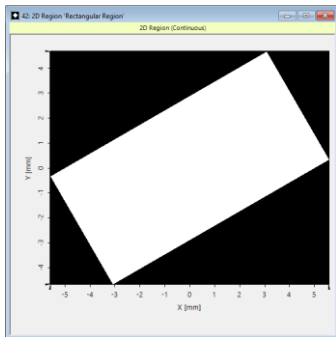 42: 2D Region 'Rectangular Region'
2D Region (Continuous)
4
3
2
1
0
-1
-2
-3
-4
Y [mm]
-5 -4 -3 -2 -1 0 1 2 3 4 5
X [mm]